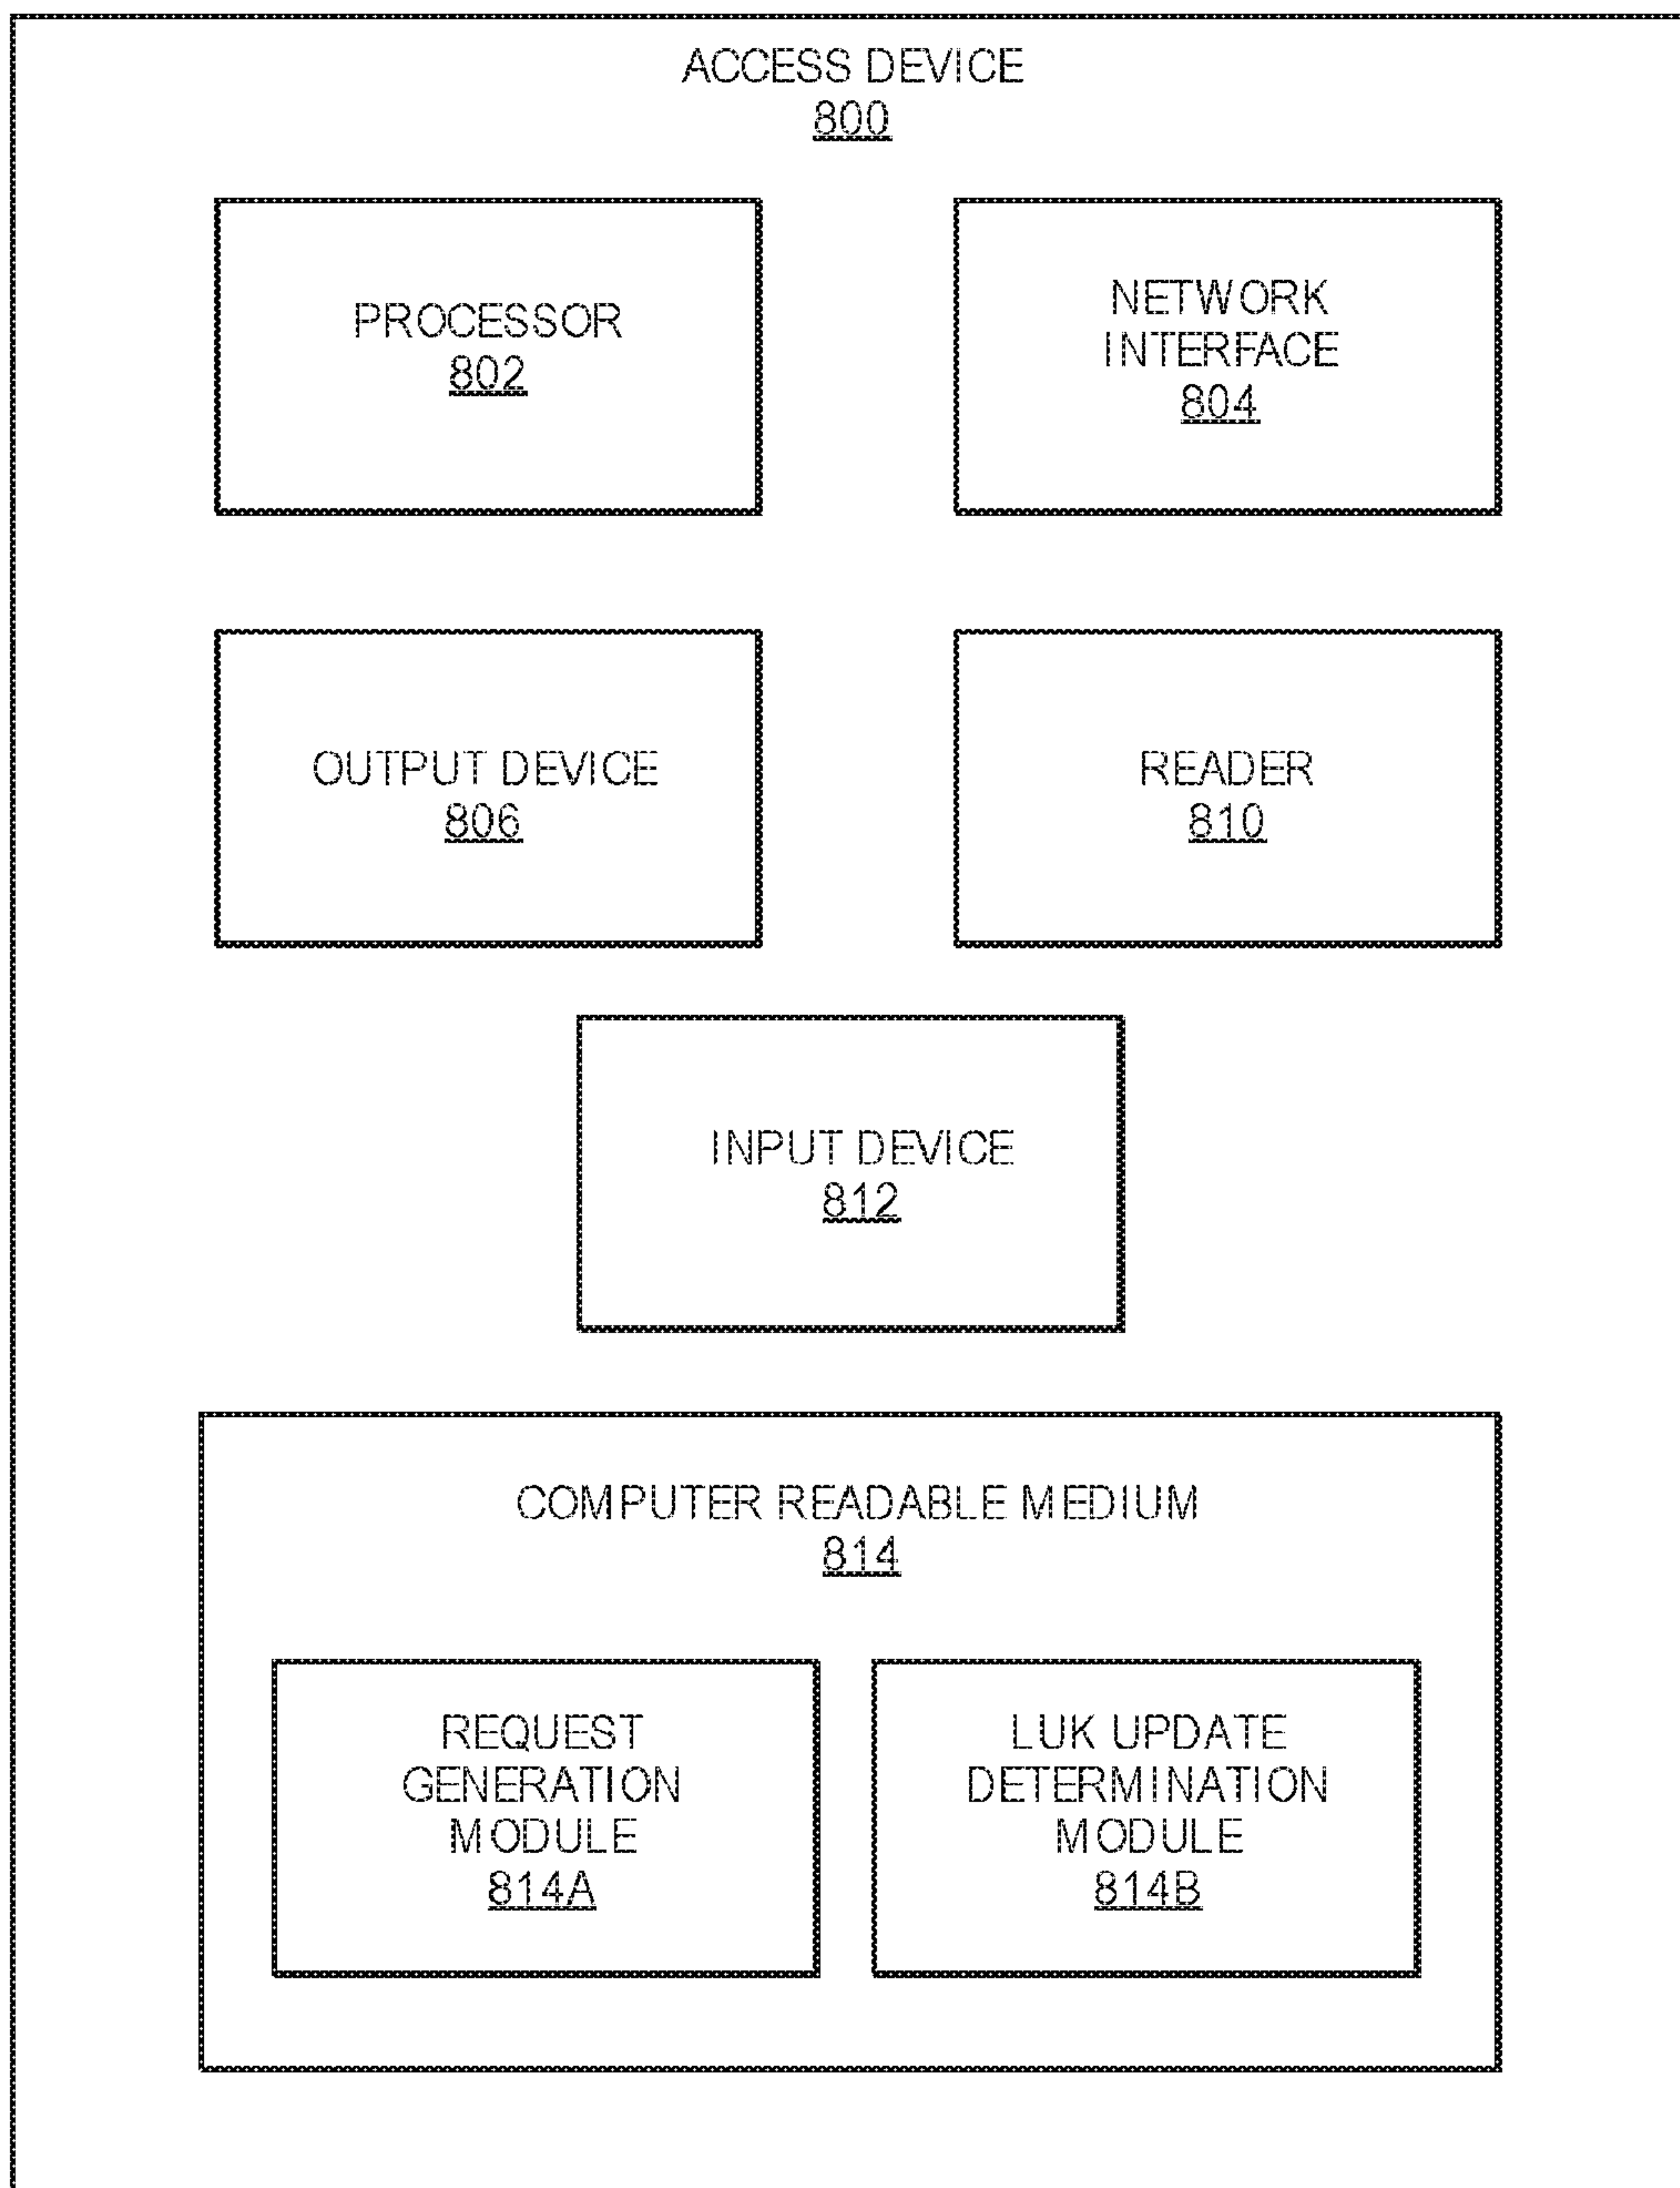 ACCESS DEVICE
800
PROCESSOR
802
NETWORK
INTERFACE
804
OUTPUT DEVICE
806
READER
810
INPUT DEVICE
812
COMPUTER READABLE MEDIUM
814
REQUEST
GENERATION
MODULE
814A
LUK UPDATE
DETERMINATION
MODULE
814B